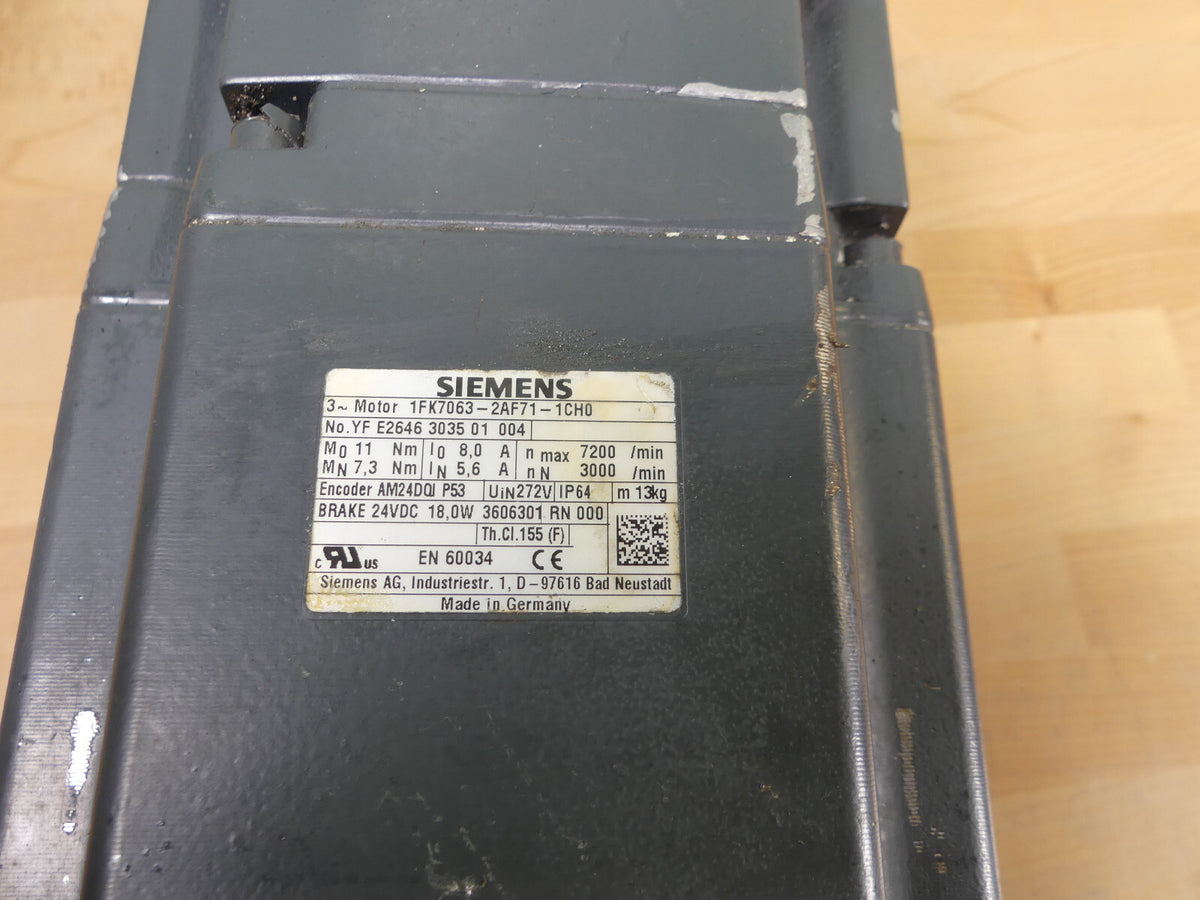 SIEMENS
3~ Motor 1FK7063-2AF71-1CH0
No.YF E2646 3035 01 004
M0 11 Nm I0 8,0 A n max 7200 /min
MN 7,3 Nm IN 5,6 A nN 3000 /min
Encoder AM24DQI P53 UIN272V IP64 m 13kg
BRAKE 24VDC 18,0W 3606301 RN 000
Th.Cl.155 (F)
c RU US EN 60034 CE
Siemens AG, Industriestr. 1, D-97616 Bad Neustadt
Made in Germany